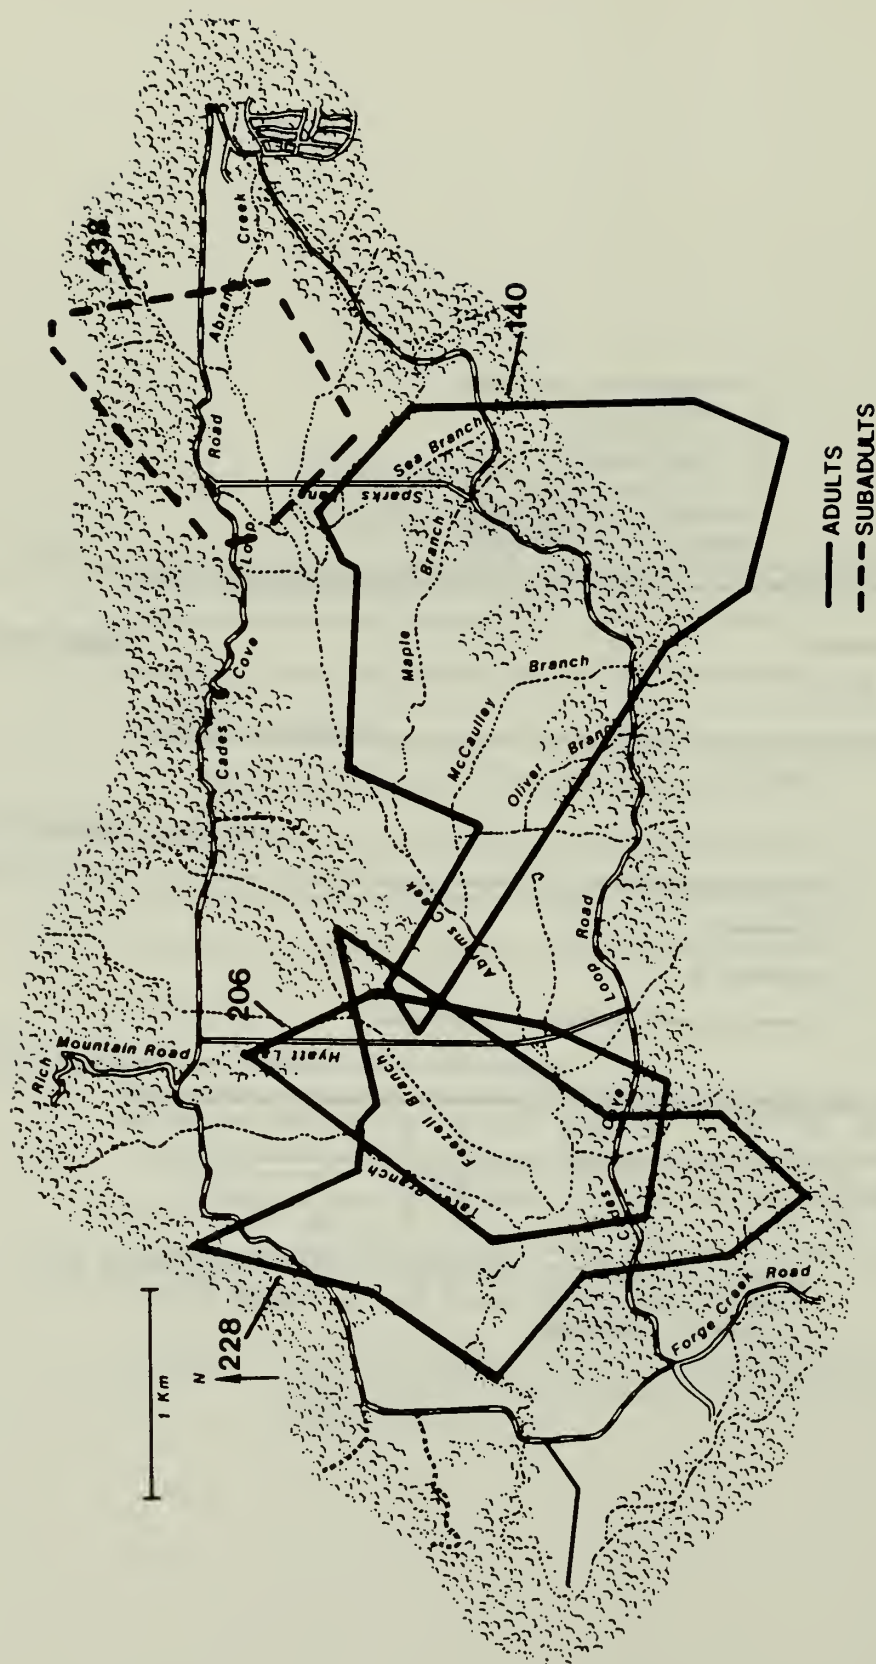 438
Abrams Creek
140
Road
Sea Branch
Sparks
Loop
Branch
Maple
Cove
Branch
McCaulley
Cades
Oliver Branch
Creek
Abrams
Road
Loop
206
Hyatt
Rich Mountain Road
Feezell Branch
Cove
Branch
Cades
Forge Creek Road
228
N
1 Km
ADULTS
SUBADULTS